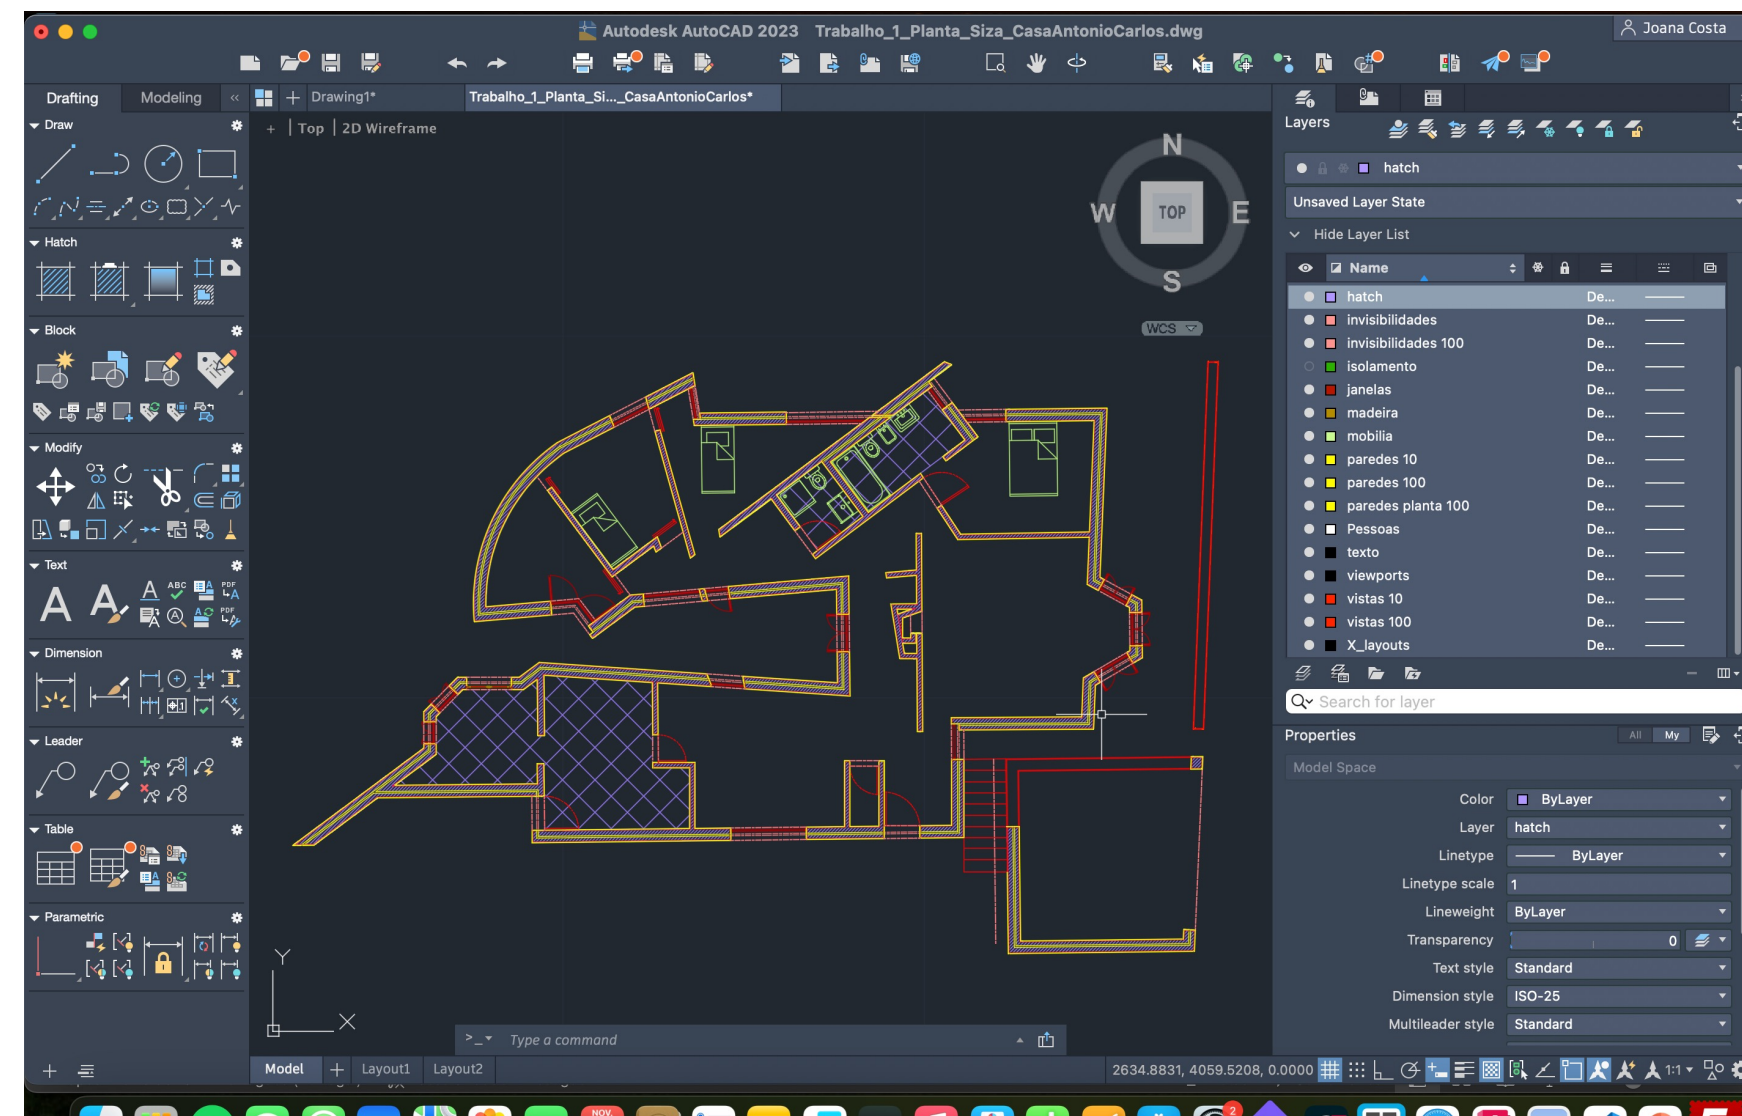 Autodesk AutoCAD 2023 Trabalho_1_Planta_Siza_CasaAntonioCarlos.dwg
Joana Costa
Drafting
Modeling
Drawing1*
Trabalho_1_Planta_Si..._CasaAntonioCarlos*
Draw
+ | Top | 2D Wireframe
Hatch
Block
Modify
Text
A A A ABC A PDF
A PDF
Dimension
Leader
Table
Parametric
N
W TOP E
S
WCS
Y
X
>_ Type a command
Model + Layout1 Layout2
2634.8831, 4059.5208, 0.0000
1:1
Layers
hatch
Unsaved Layer State
Hide Layer List
Name
hatch De...
invisibilidades De...
invisibilidades 100 De...
isolamento De...
janelas De...
madeira De...
mobilia De...
paredes 10 De...
paredes 100 De...
paredes planta 100 De...
Pessoas De...
texto De...
viewports De...
vistas 10 De...
vistas 100 De...
X_layouts De...
Search for layer
Properties All My
Model Space
Color ByLayer
Layer hatch
Linetype ByLayer
Linetype scale 1
Lineweight ByLayer
Transparency 0
Text style Standard
Dimension style ISO-25
Multileader style Standard
NOV.
2